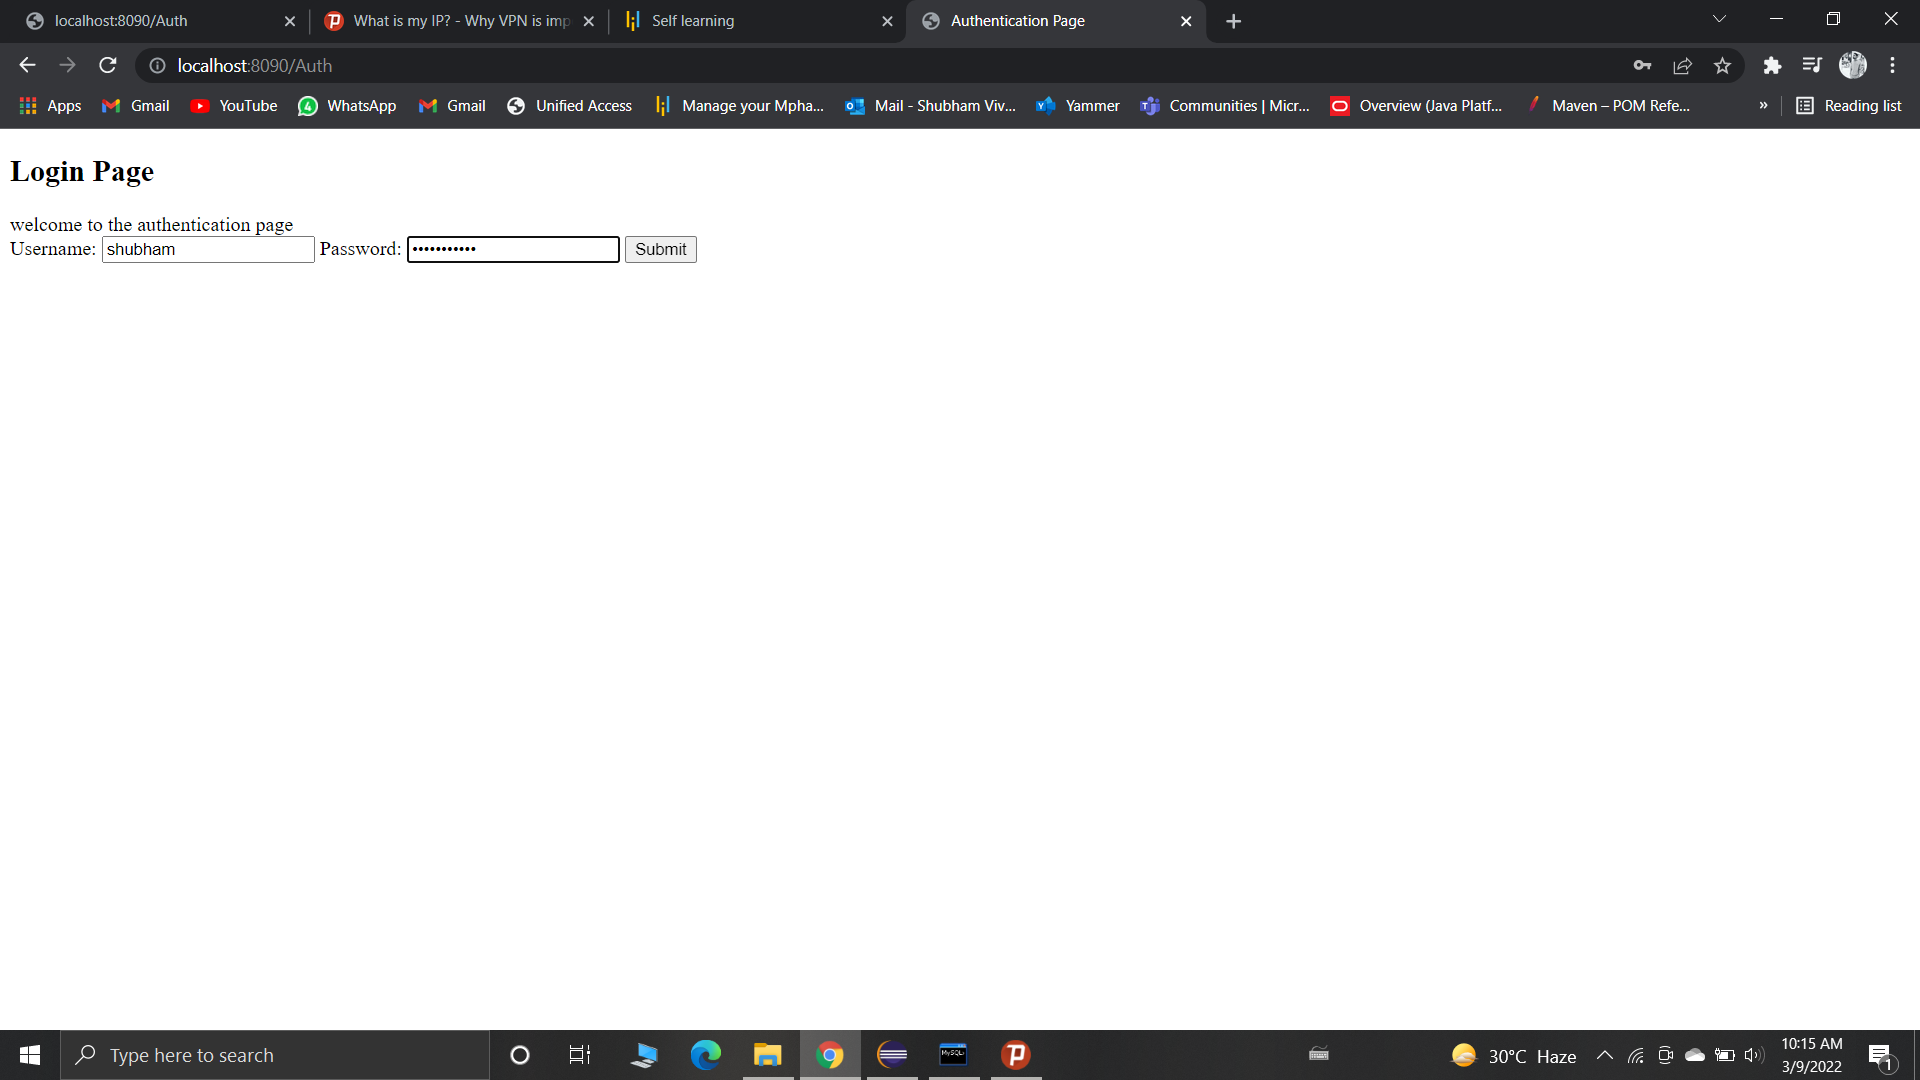 localhost:8090/Auth
What is my IP? - Why VPN is imp
Self learning
Authentication Page
localhost:8090/Auth
Apps
Gmail
YouTube
4
WhatsApp
Gmail
Unified Access
Manage your Mpha...
Mail - Shubham Viv...
Yammer
Communities | Micr...
Overview (Java Platf...
Maven – POM Refe...
»
Reading list
Login Page
welcome to the authentication page
Username: shubham Password: ••••••••••• Submit
Type here to search
MySQL
30°C Haze
10:15 AM
3/9/2022
1